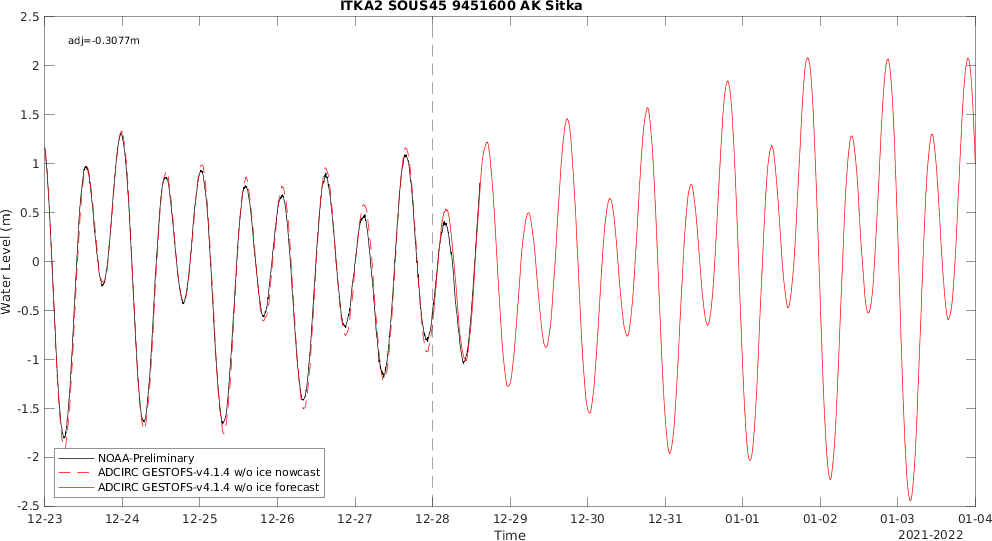 ITKA2 SOUS45 9451600 AK Sitka
adj=-0.3077m
2.5
2
1.5
1
0.5
0
-0.5
-1
-1.5
-2
-2.5
Water Level (m)
NOAA-Preliminary
ADCIRC GESTOFS-v4.1.4 w/o ice nowcast
ADCIRC GESTOFS-v4.1.4 w/o ice forecast
12-23 12-24 12-25 12-26 12-27 12-28 12-29 12-30 12-31 01-01 01-02 01-03 01-04
Time
2021-2022